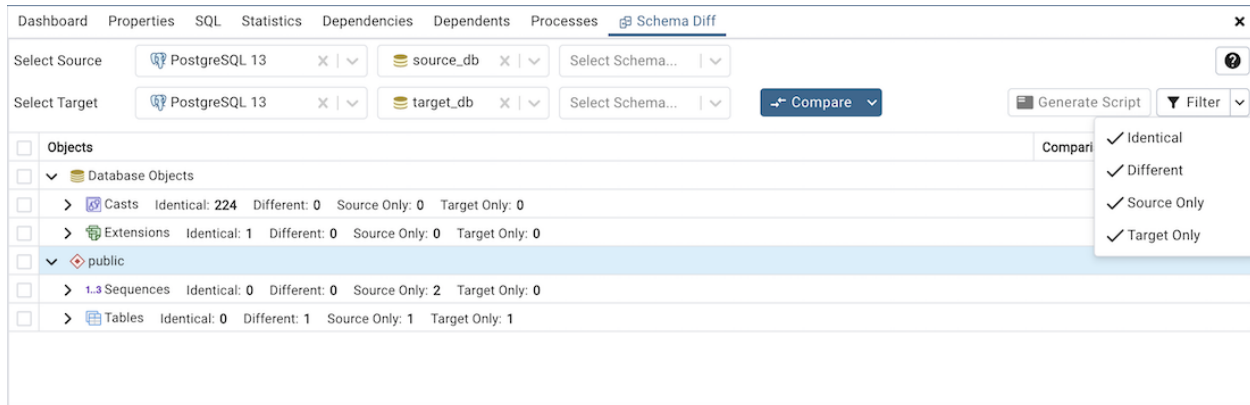 Dashboard Properties SQL Statistics Dependencies Dependents Processes Schema Diff
Select Source PostgreSQL 13 source_db Select Schema...
Select Target PostgreSQL 13 target_db Select Schema... Compare Generate Script Filter
Objects Compari
Identical
Different
Source Only
Target Only
Database Objects
Casts Identical: 224 Different: 0 Source Only: 0 Target Only: 0
Extensions Identical: 1 Different: 0 Source Only: 0 Target Only: 0
public
1..3 Sequences Identical: 0 Different: 0 Source Only: 2 Target Only: 0
Tables Identical: 0 Different: 1 Source Only: 1 Target Only: 1